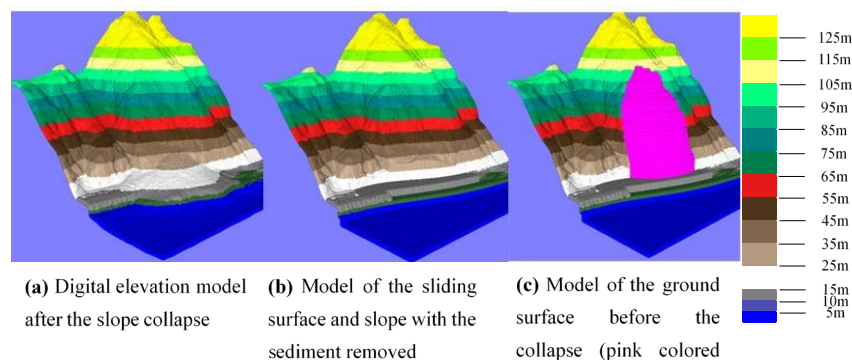 125m
115m
105m
95m
85m
75m
65m
55m
45m
35m
25m
15m
10m
5m
(a) Digital elevation model
after the slope collapse
(b) Model of the sliding
surface and slope with the
sediment removed
(c) Model of the ground
surface before the
collapse (pink colored